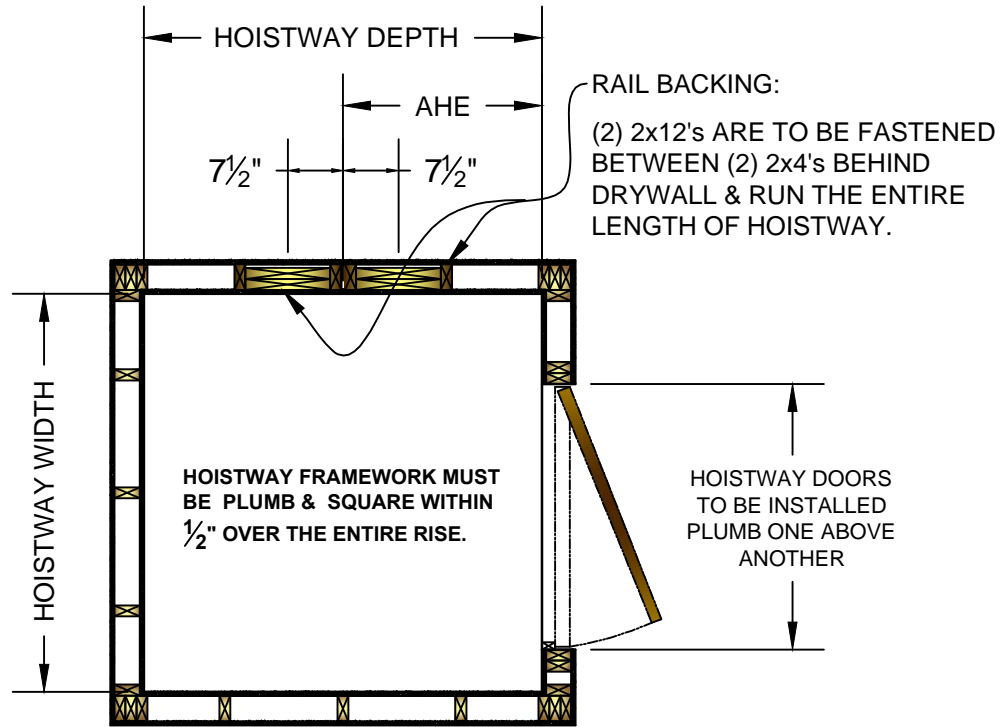 HOISTWAY DEPTH
AHE
7½"
7½"
RAIL BACKING:
(2) 2x12's ARE TO BE FASTENED
BETWEEN (2) 2x4's BEHIND
DRYWALL & RUN THE ENTIRE
LENGTH OF HOISTWAY.
HOISTWAY WIDTH
HOISTWAY FRAMEWORK MUST
BE PLUMB & SQUARE WITHIN
½" OVER THE ENTIRE RISE.
HOISTWAY DOORS
TO BE INSTALLED
PLUMB ONE ABOVE
ANOTHER